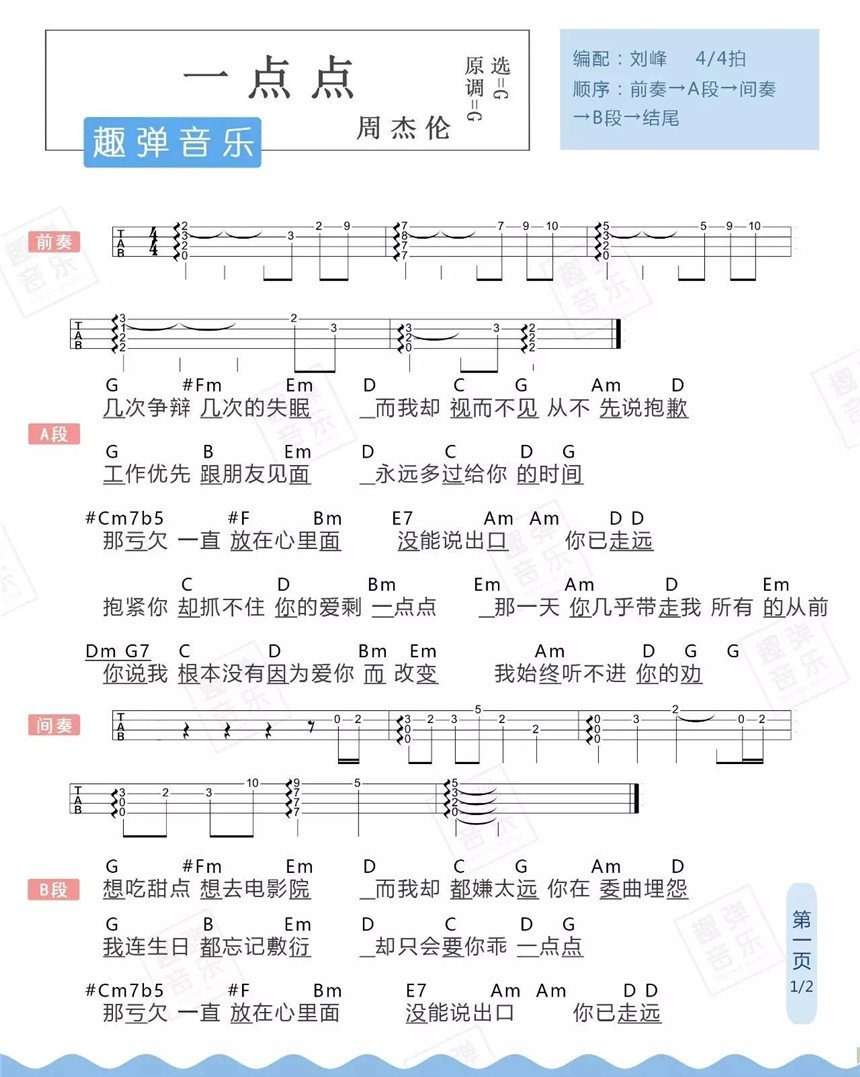 一点点
原调=G
选=G
周杰伦
趣弹音乐
编配：刘峰 4/4拍
顺序：前奏→A段→间奏
→B段→结尾
前奏
T A B 4 4 2 3 2 0 3 2 9 7 8 7 7 7 9 10 5 3 2 0 5 9 10
T A B 3 1 2 2 2 3 3 2 0 3 2 2 2
G #Fm Em D C G Am D
几次争辩 几次的失眠 _而我却 视而不见 从不 先说抱歉
A段
G B Em D C D G
工作优先 跟朋友见面 _永远多过给你 的时间
#Cm7b5 #F Bm E7 Am Am D D
那亏欠 一直 放在心里面 没能说出口 你已走远
C D Bm Em Am D Em
抱紧你 却抓不住 你的爱剩 一点点 _那一天 你几乎带走我 所有 的从前
Dm G7 C D Bm Em Am D G G
你说我 根本没有因为爱你 而 改变 我始终听不进 你的劝
间奏
T A B 0 2 3 0 0 2 3 5 2 2 0 0 0 3 2 0 2
T A B 3 0 0 2 3 10 9 7 7 7 5 5 3 2 0
G #Fm Em D C G Am D
B段
想吃甜点 想去电影院 _而我却 都嫌太远 你在 委曲埋怨
G B Em D C D G
我连生日 都忘记敷衍 _却只会要你乖 一点点
#Cm7b5 #F Bm E7 Am Am D D
那亏欠 一直 放在心里面 没能说出口 你已走远
第一页
1/2